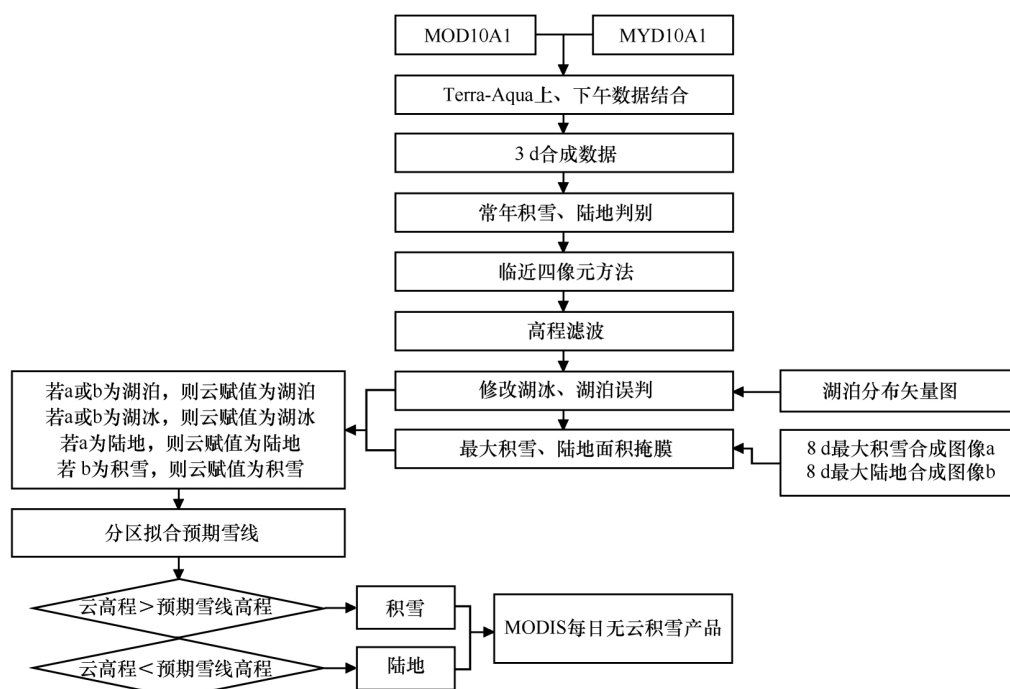 MOD10A1
MYD10A1
Terra-Aqua上、下午数据结合
3 d合成数据
常年积雪、陆地判别
临近四像元方法
高程滤波
修改湖冰、湖泊误判
湖泊分布矢量图
最大积雪、陆地面积掩膜
8 d最大积雪合成图像a
8 d最大陆地合成图像b
若a或b为湖泊，则云赋值为湖泊
若a或b为湖冰，则云赋值为湖冰
若a为陆地，则云赋值为陆地
若 b为积雪，则云赋值为积雪
分区拟合预期雪线
云高程＞预期雪线高程
积雪
云高程＜预期雪线高程
陆地
MODIS每日无云积雪产品